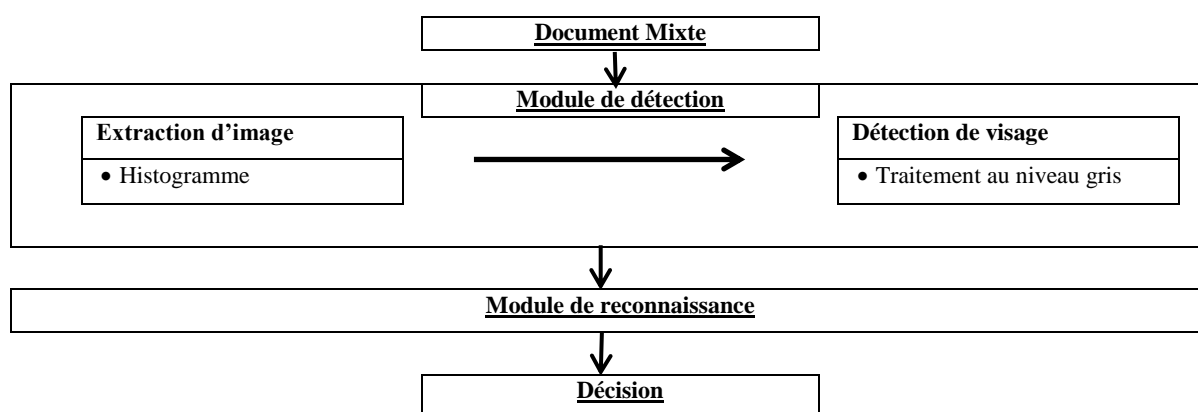 Document Mixte
Module de détection
Extraction d’image
• Histogramme
Détection de visage
• Traitement au niveau gris
Module de reconnaissance
Décision